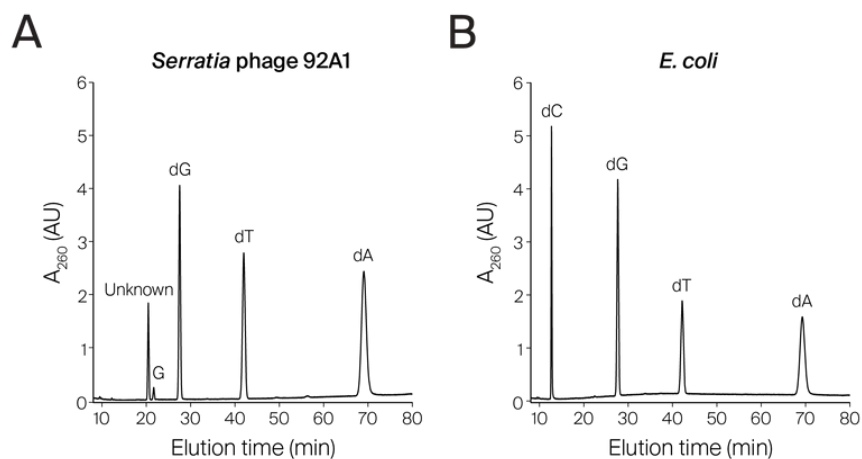 A
Serratia phage 92A1
6
5
4
3
2
1
0
A260 (AU)
Unknown
G
dG
dT
dA
10 20 30 40 50 60 70 80
Elution time (min)
B
E. coli
6
5
4
3
2
1
0
A260 (AU)
dC
dG
dT
dA
10 20 30 40 50 60 70 80
Elution time (min)